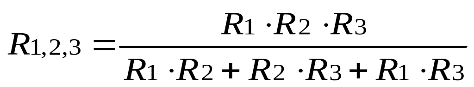 R1,2,3 = R1 · R2 · R3 / R1 · R2 + R2 · R3 + R1 · R3